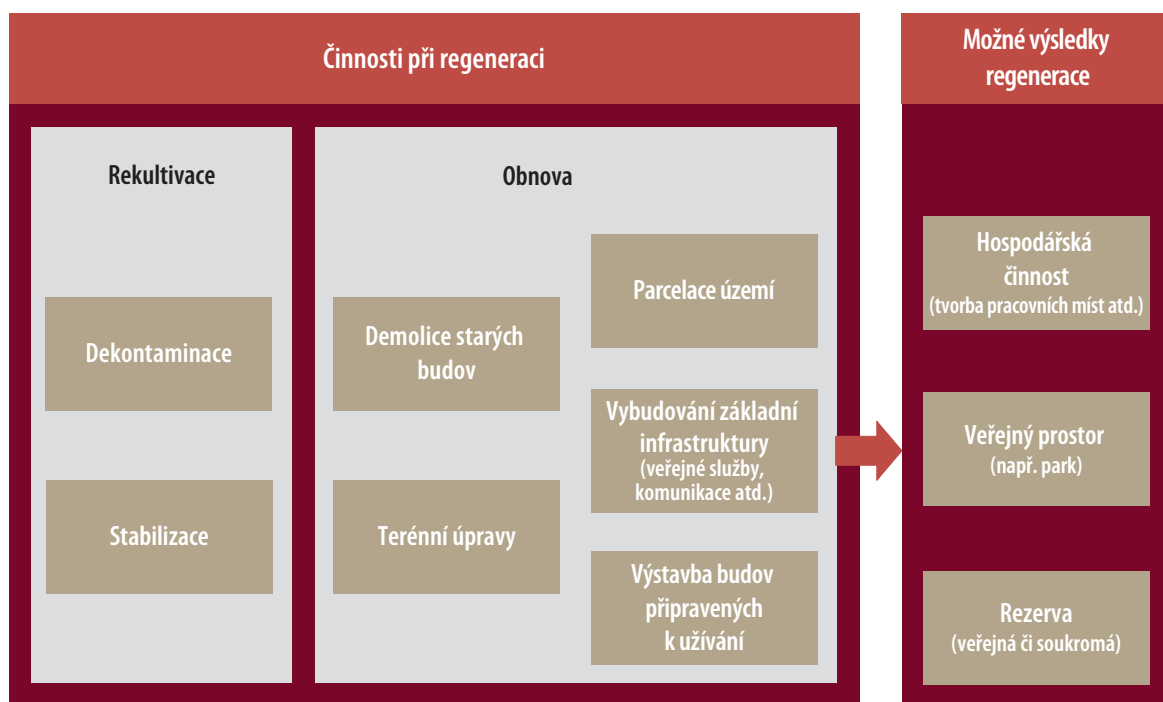 Činnosti při regeneraci
Rekultivace
Dekontaminace
Stabilizace
Obnova
Demolice starých
budov
Terénní úpravy
Parcelace území
Vybudování základní
infrastruktury
(veřejné služby,
komunikace atd.)
Výstavba budov
připravených
k užívání
Možné výsledky
regenerace
Hospodářská
činnost
(tvorba pracovních míst atd.)
Veřejný prostor
(např. park)
Rezerva
(veřejná či soukromá)